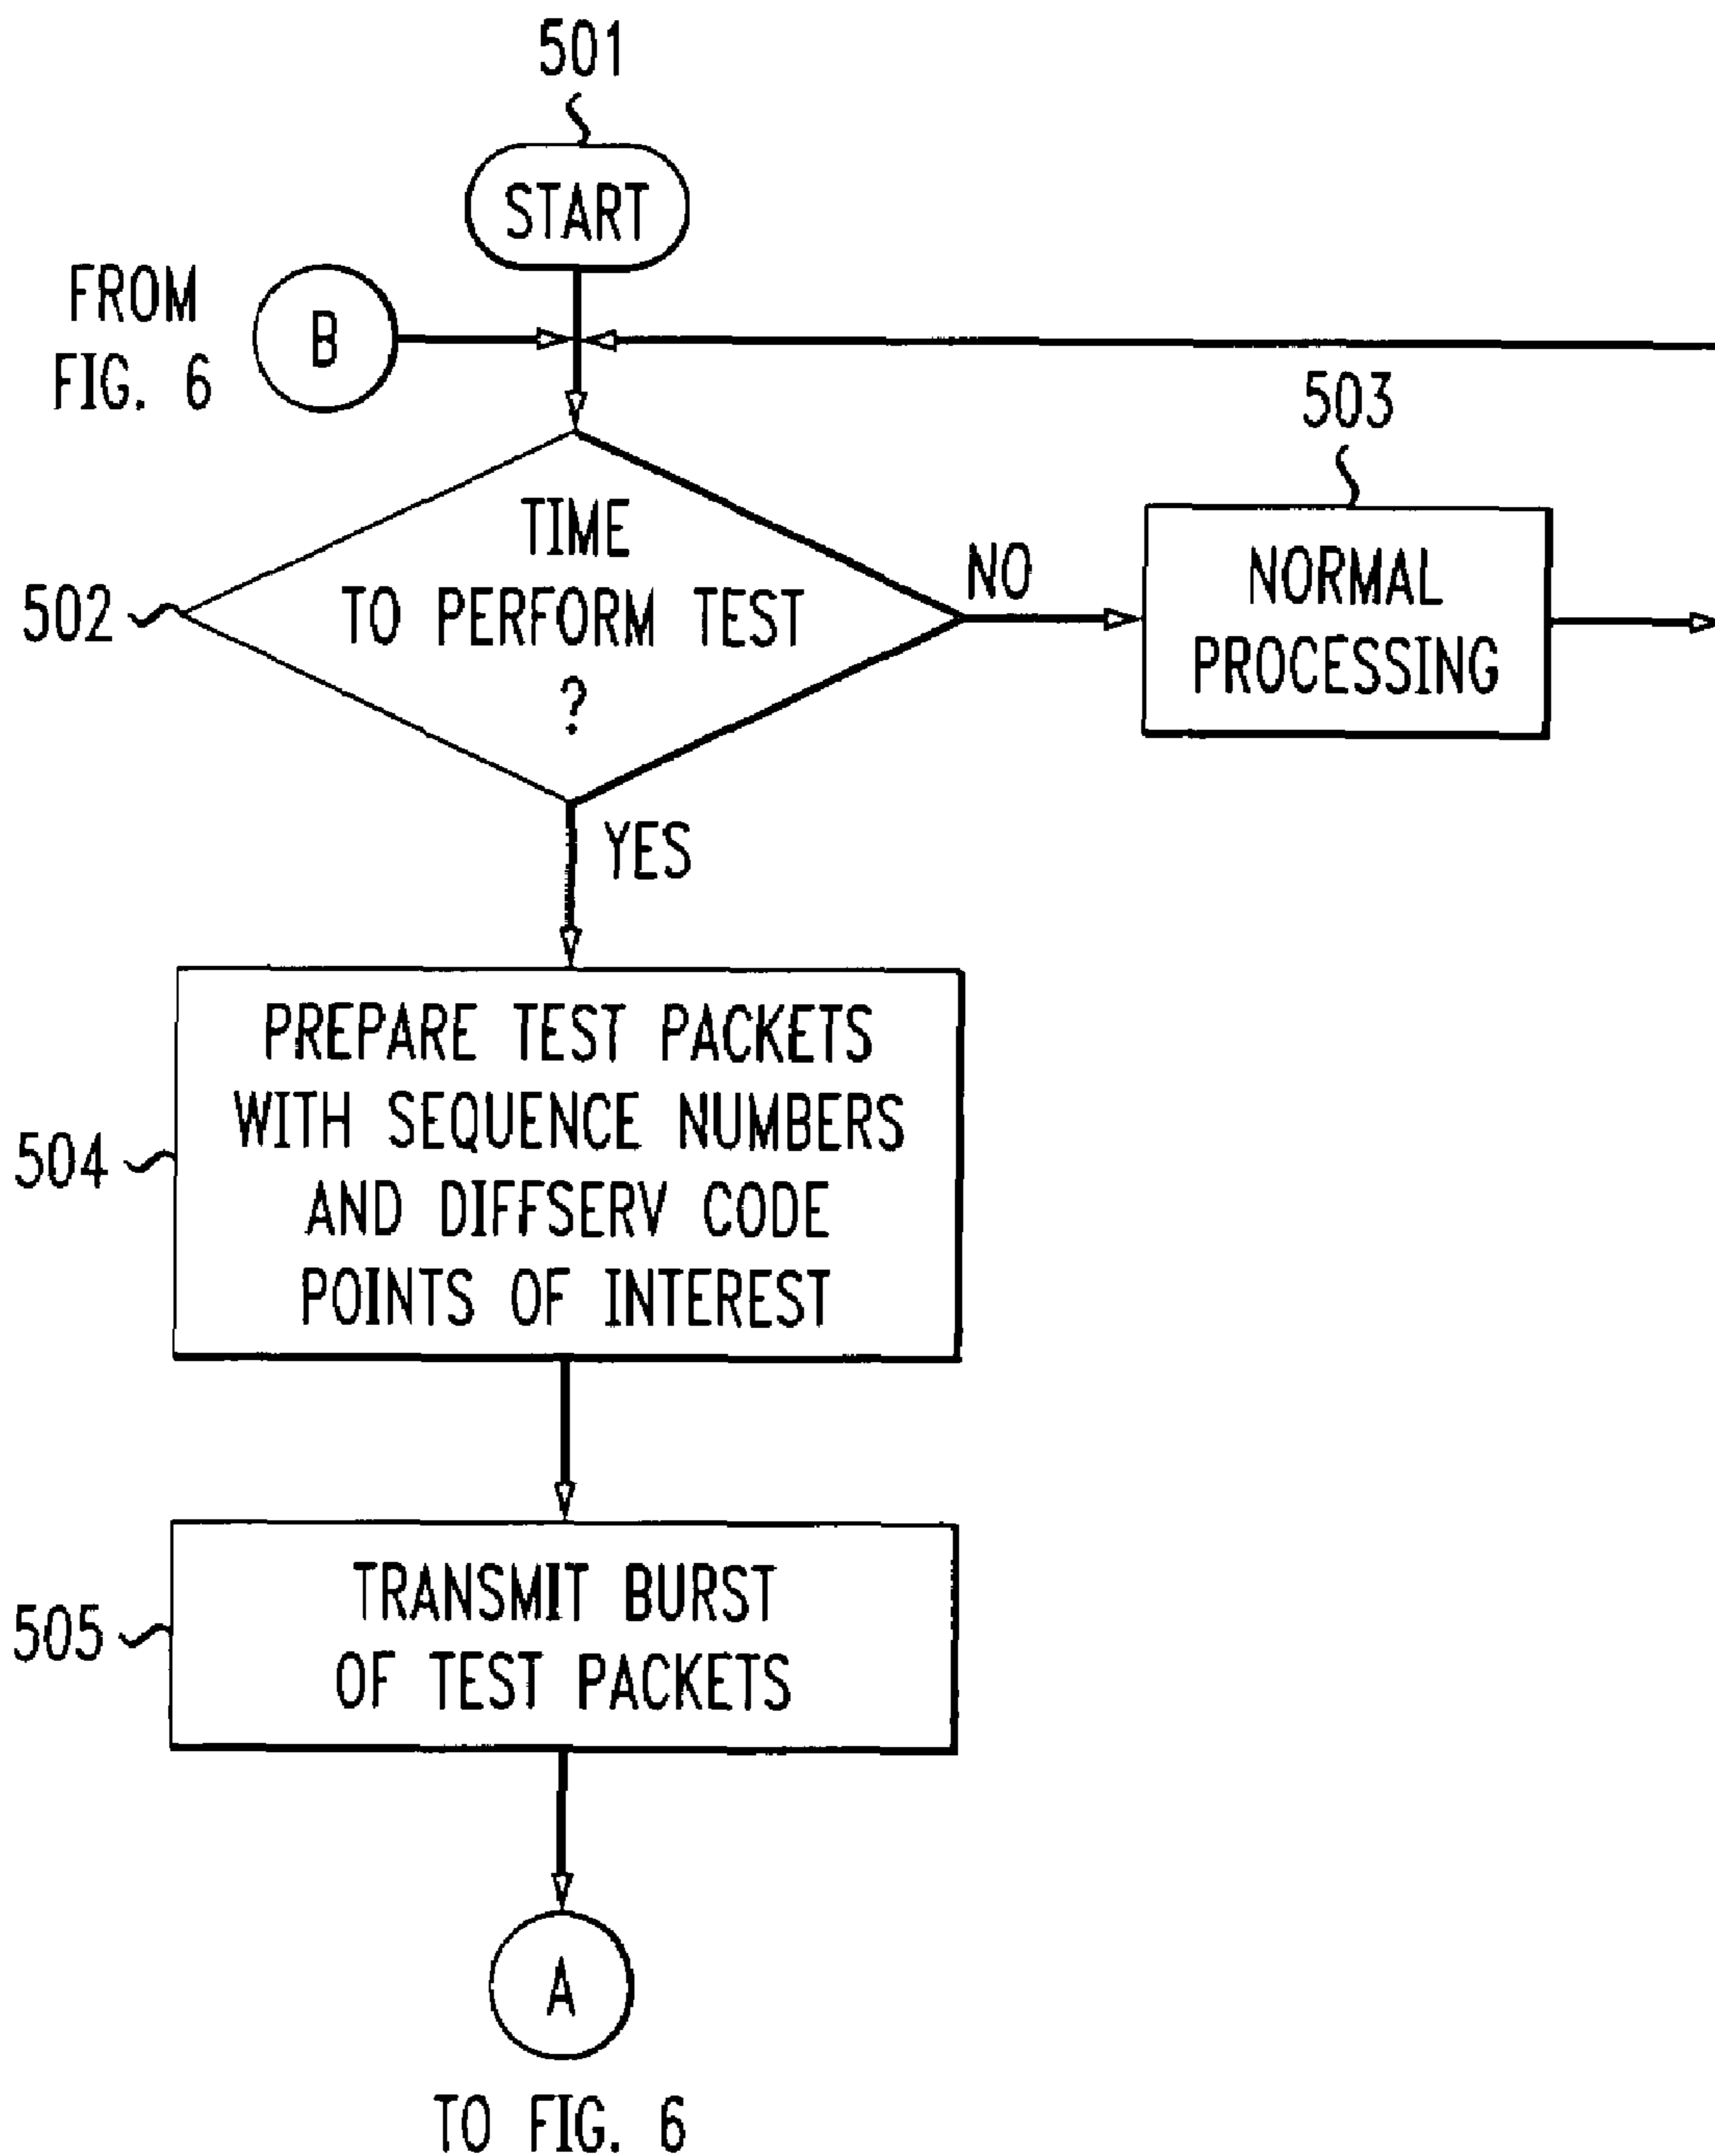 501
START
FROM
FIG. 6
B
503
TIME
TO PERFORM TEST
?
502
NO
NORMAL
PROCESSING
YES
PREPARE TEST PACKETS
WITH SEQUENCE NUMBERS
AND DIFFSERV CODE
POINTS OF INTEREST
504
TRANSMIT BURST
OF TEST PACKETS
505
A
TO FIG. 6